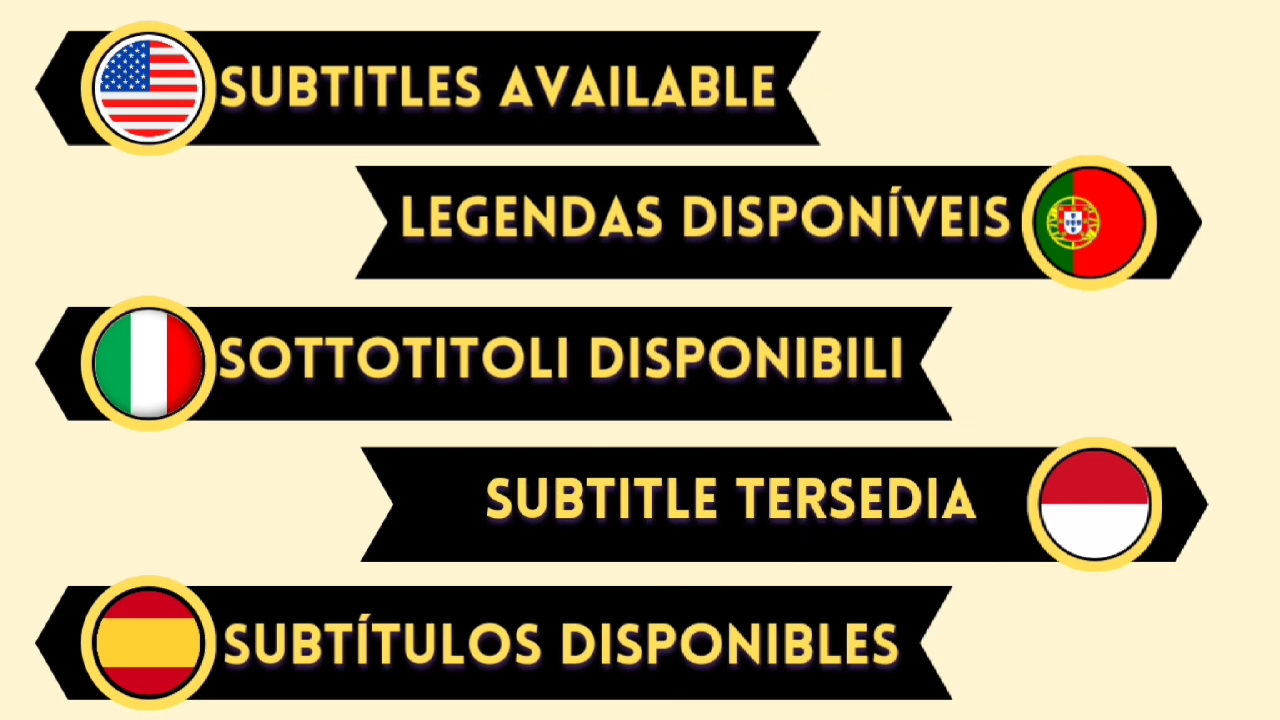 SUBTITLES AVAILABLE
LEGENDAS DISPONÍVEIS
SOTTOTITOLI DISPONIBILI
SUBTITLE TERSEDIA
SUBTÍTULOS DISPONIBLES